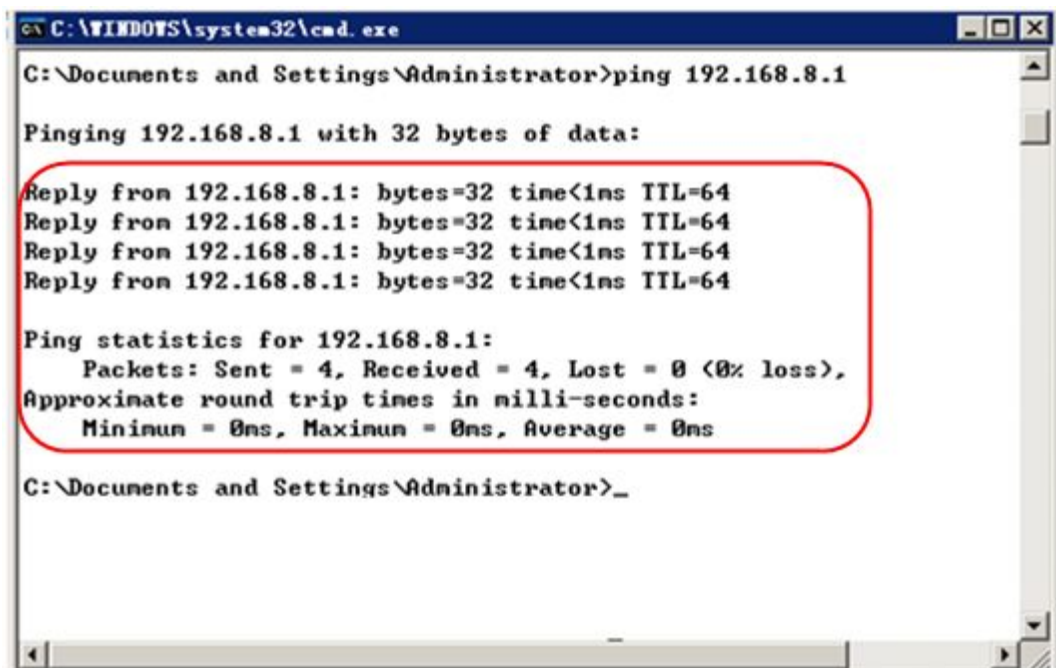 C:\WINDOWS\system32\cmd.exe
C:\Documents and Settings\Administrator>ping 192.168.8.1
Pinging 192.168.8.1 with 32 bytes of data:
Reply from 192.168.8.1: bytes=32 time<1ms TTL=64
Reply from 192.168.8.1: bytes=32 time<1ms TTL=64
Reply from 192.168.8.1: bytes=32 time<1ms TTL=64
Reply from 192.168.8.1: bytes=32 time<1ms TTL=64
Ping statistics for 192.168.8.1:
    Packets: Sent = 4, Received = 4, Lost = 0 (0% loss),
Approximate round trip times in milli-seconds:
    Minimum = 0ms, Maximum = 0ms, Average = 0ms
C:\Documents and Settings\Administrator>_